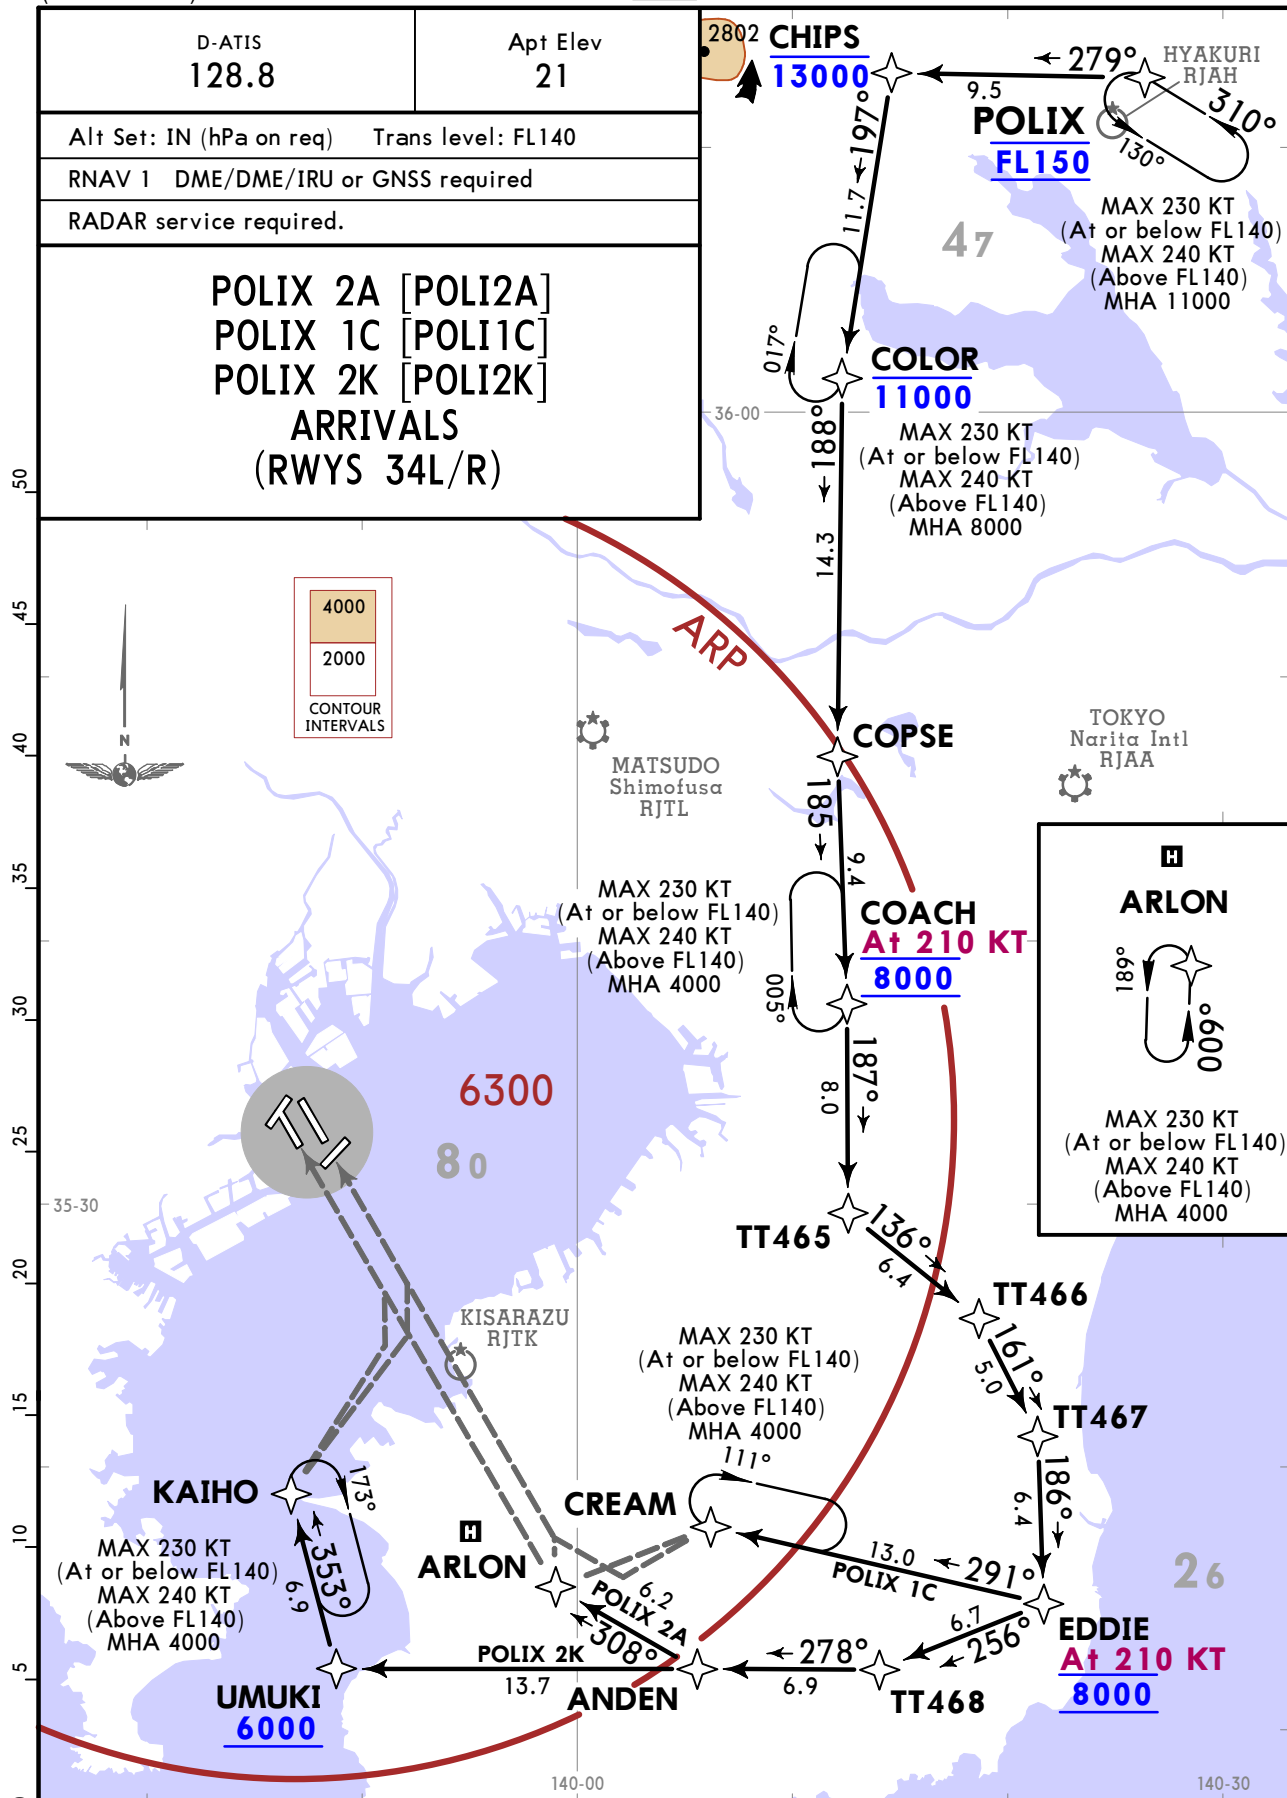 D-ATIS
128.8
Apt Elev
21
Alt Set: IN (hPa on req) Trans level: FL140
RNAV 1 DME/DME/IRU or GNSS required
RADAR service required.
POLIX 2A [POLI2A]
POLIX 1C [POLI1C]
POLIX 2K [POLI2K]
ARRIVALS
(RWYS 34L/R)
2802
CHIPS
13000
279°
9.5
HYAKURI
RJAH
310°
130°
POLIX
FL150
MAX 230 KT
(At or below FL140)
MAX 240 KT
(Above FL140)
MHA 11000
197°
11.7
47
017°
COLOR
11000
36-00
MAX 230 KT
(At or below FL140)
MAX 240 KT
(Above FL140)
MHA 8000
188°
14.3
50
45
40
35
30
25
20
15
10
5
4000
2000
CONTOUR
INTERVALS
N
ARP
MATSUDO
Shimofusa
RJTL
COPSE
TOKYO
Narita Intl
RJAA
185°
9.4
MAX 230 KT
(At or below FL140)
MAX 240 KT
(Above FL140)
MHA 4000
005°
COACH
At 210 KT
8000
H
ARLON
189°
009°
MAX 230 KT
(At or below FL140)
MAX 240 KT
(Above FL140)
MHA 4000
187°
8.0
6300
80
35-30
TT465
136°
6.4
TT466
161°
5.0
TT467
186°
6.4
KISARAZU
RJTK
MAX 230 KT
(At or below FL140)
MAX 240 KT
(Above FL140)
MHA 4000
111°
CREAM
13.0
291°
POLIX 1C
KAIHO
173°
353°
6.9
MAX 230 KT
(At or below FL140)
MAX 240 KT
(Above FL140)
MHA 4000
H
ARLON
6.2
POLIX 2A
308°
26
EDDIE
At 210 KT
8000
6.7
256°
POLIX 2K
13.7
278°
6.9
UMUKI
6000
ANDEN
TT468
140-00
140-30